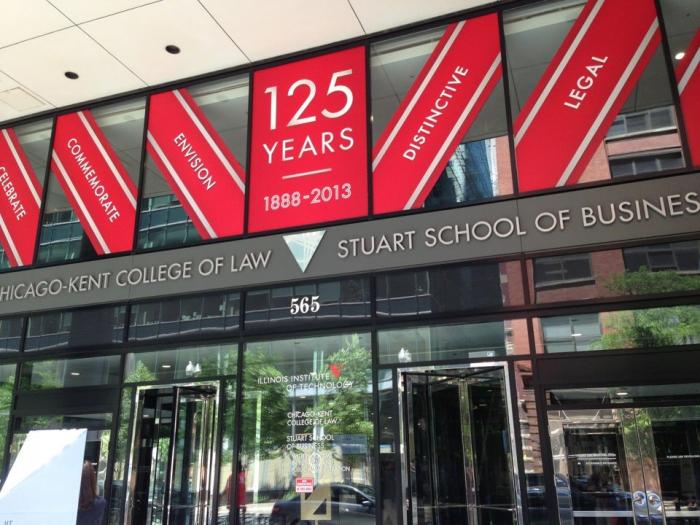 CELEBRATE
COMMEMORATE
ENVISION
125
YEARS
1888-2013
DISTINCTIVE
LEGAL
CHICAGO-KENT COLLEGE OF LAW
STUART SCHOOL OF BUSINESS
565
ILLINOIS INSTITUTE
OF TECHNOLOGY
CHICAGO-KENT
COLLEGE OF LAW
STUART SCHOOL
OF BUSINESS